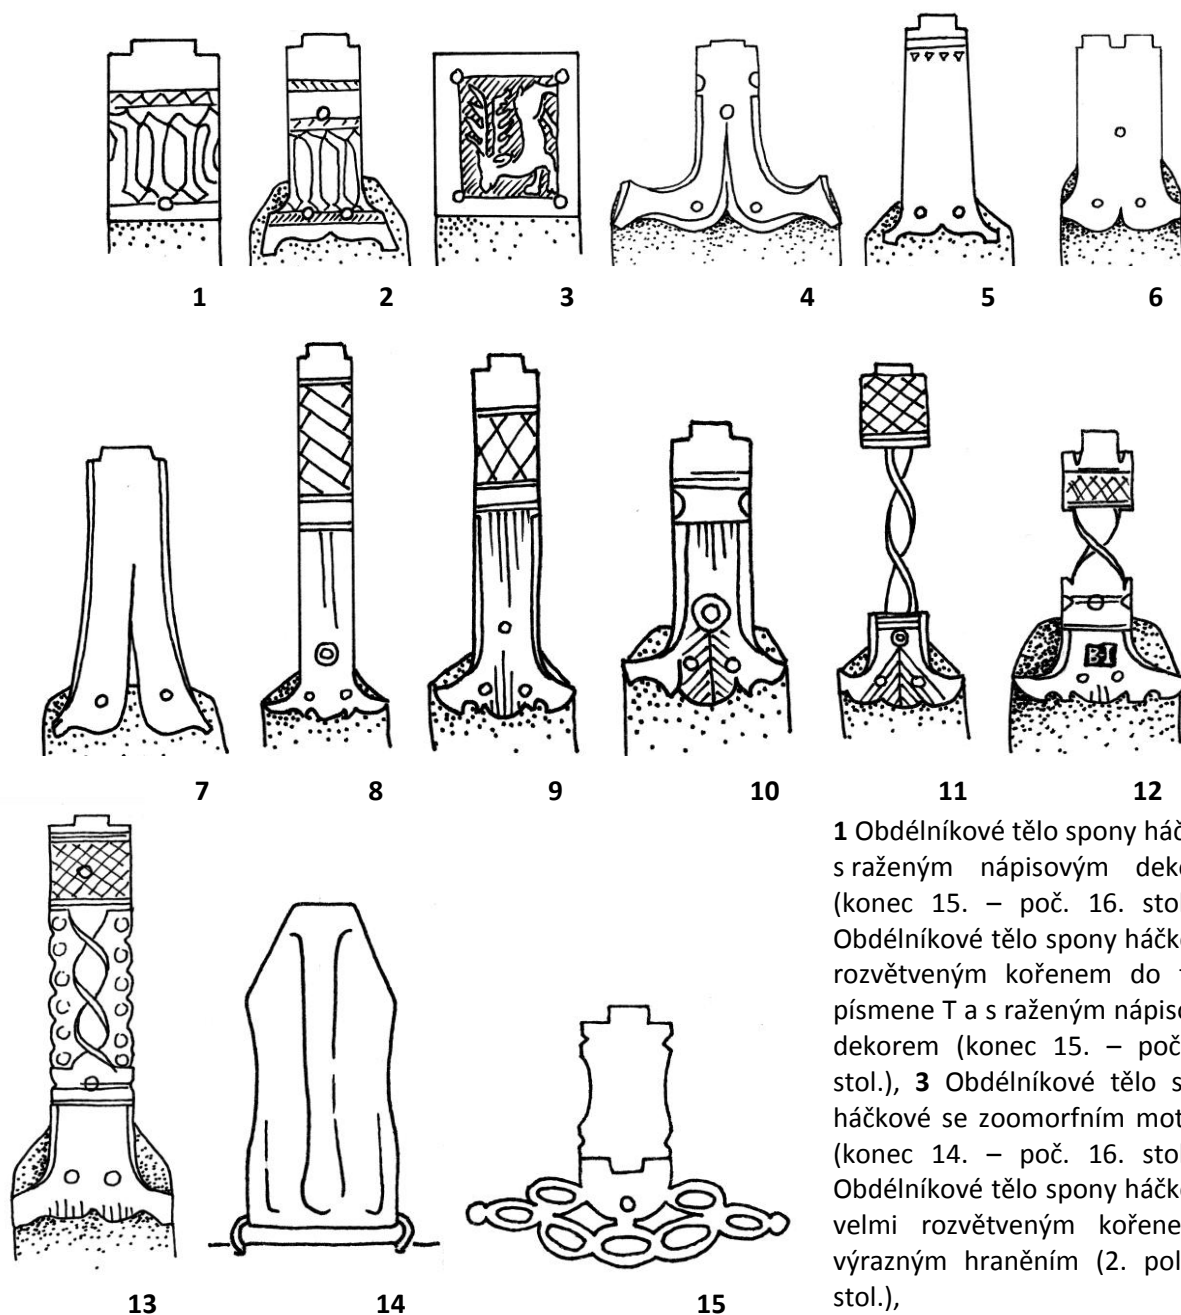 1 2 3 4 5 6
BI
7 8 9 10 11 12
1 Obdélníkové tělo spony háč
s raženým nápisovým deko
(konec 15. – poč. 16. stol
Obdélníkové tělo spony háčko
rozvětveným kořenem do t
písmene T a s raženým nápiso
dekorem (konec 15. – poč
stol.), 3 Obdélníkové tělo s
háčkové se zoomorfním mot
(konec 14. – poč. 16. stol
Obdélníkové tělo spony háčko
velmi rozvětveným kořene
výrazným hraněním (2. pol
stol.),
13 14 15